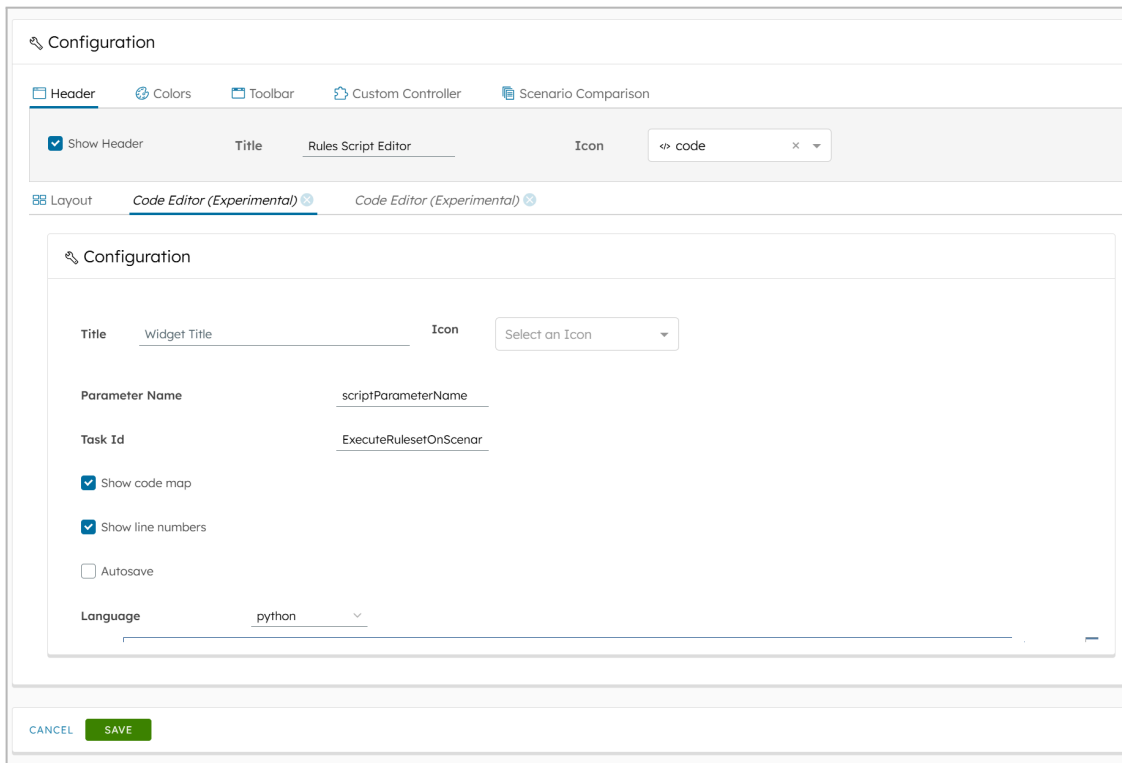 Configuration
Header Colors Toolbar Custom Controller Scenario Comparison
Show Header Title Rules Script Editor Icon code
Layout Code Editor (Experimental) Code Editor (Experimental)
Configuration
Title Widget Title Icon Select an Icon
Parameter Name scriptParameterName
Task Id ExecuteRulesetOnScenar
Show code map
Show line numbers
Autosave
Language python
CANCEL SAVE